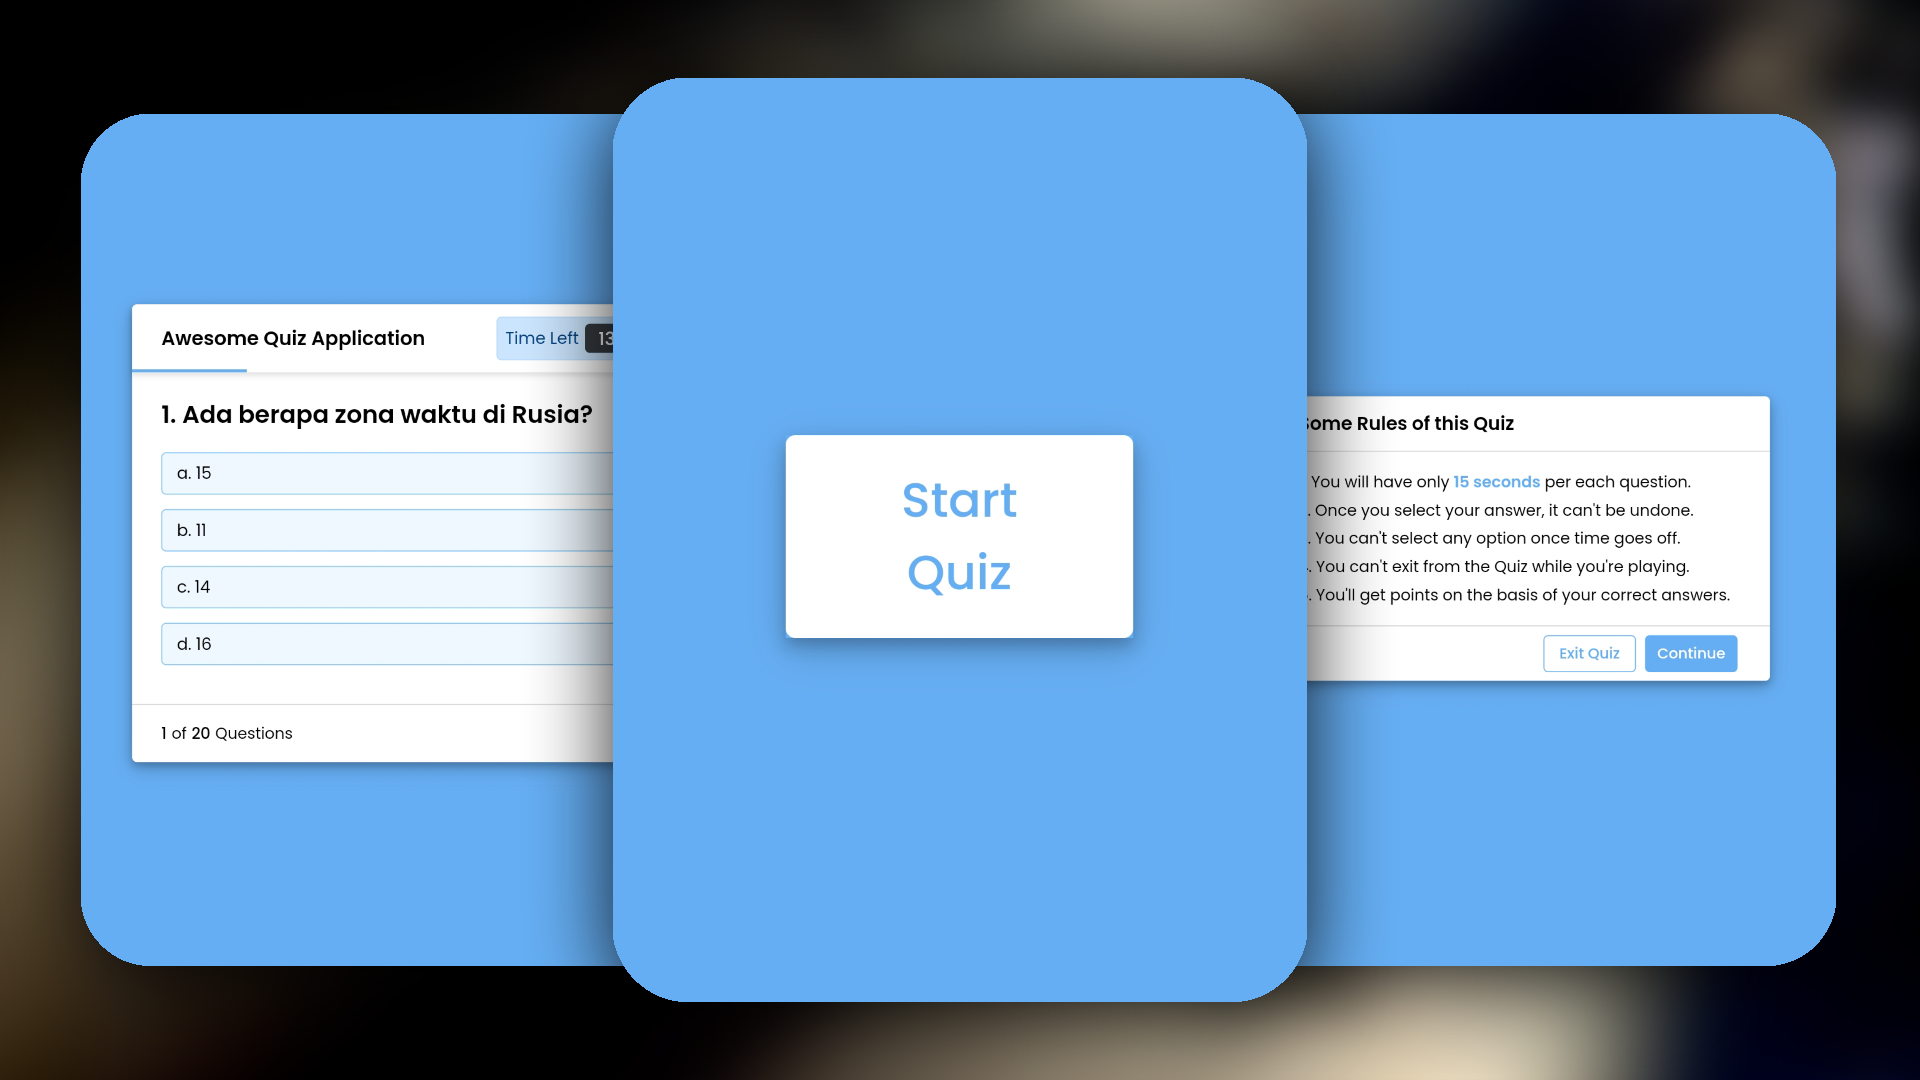 Awesome Quiz Application
Time Left 13
1. Ada berapa zona waktu di Rusia?
a. 15
b. 11
c. 14
d. 16
1 of 20 Questions
Start
Quiz
Some Rules of this Quiz
You will have only 15 seconds per each question.
. Once you select your answer, it can't be undone.
. You can't select any option once time goes off.
. You can't exit from the Quiz while you're playing.
. You'll get points on the basis of your correct answers.
Exit Quiz
Continue